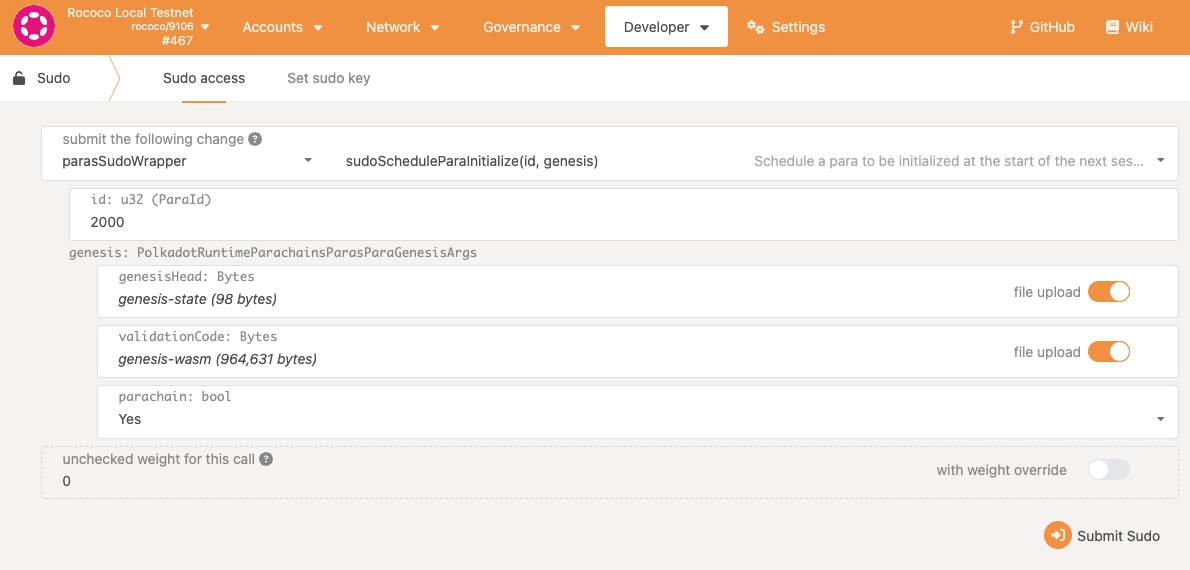 Rococo Local Testnet
rococo/9106
#467
Accounts
Network
Governance
Developer
Settings
GitHub
Wiki
Sudo
Sudo access
Set sudo key
submit the following change
parasSudoWrapper
sudoScheduleParaInitialize(id, genesis)
Schedule a para to be initialized at the start of the next ses...
id: u32 (ParaId)
2000
genesis: PolkadotRuntimeParachainsParasParaGenesisArgs
genesisHead: Bytes
genesis-state (98 bytes)
file upload
validationCode: Bytes
genesis-wasm (964,631 bytes)
file upload
parachain: bool
Yes
unchecked weight for this call
0
with weight override
Submit Sudo